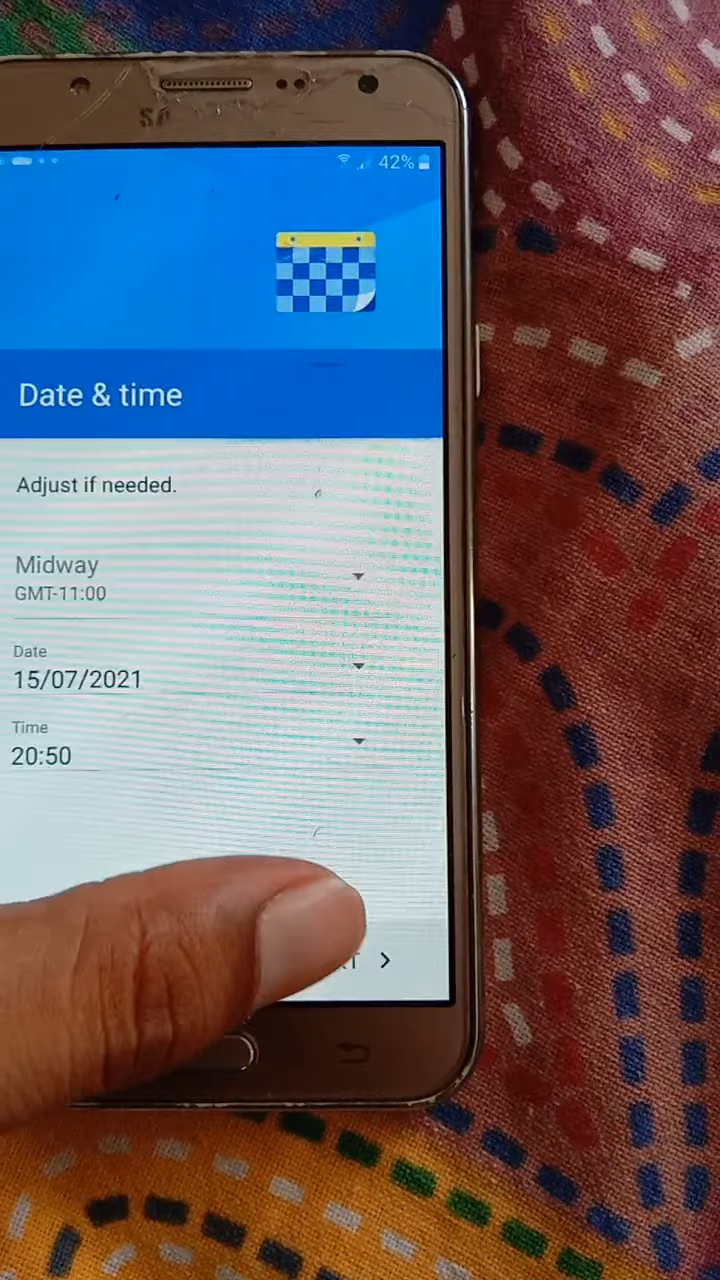 42%
Date & time
Adjust if needed.
Midway
GMT-11:00
Date
15/07/2021
Time
20:50